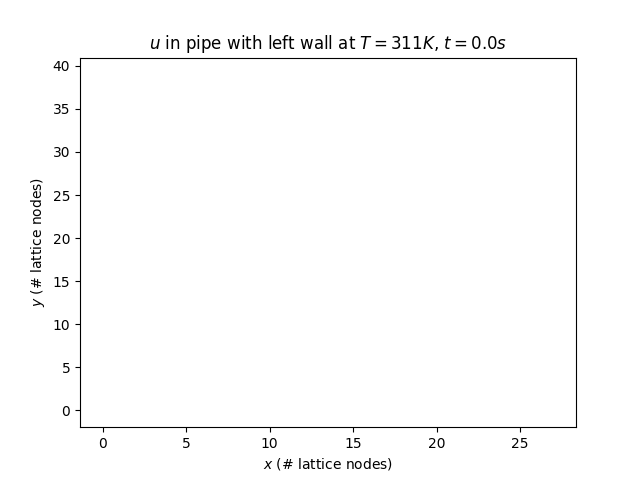 u in pipe with left wall at T = 311K, t = 0.0s
40
35
30
25
20
15
10
5
0
y (# lattice nodes)
0 5 10 15 20 25
x (# lattice nodes)